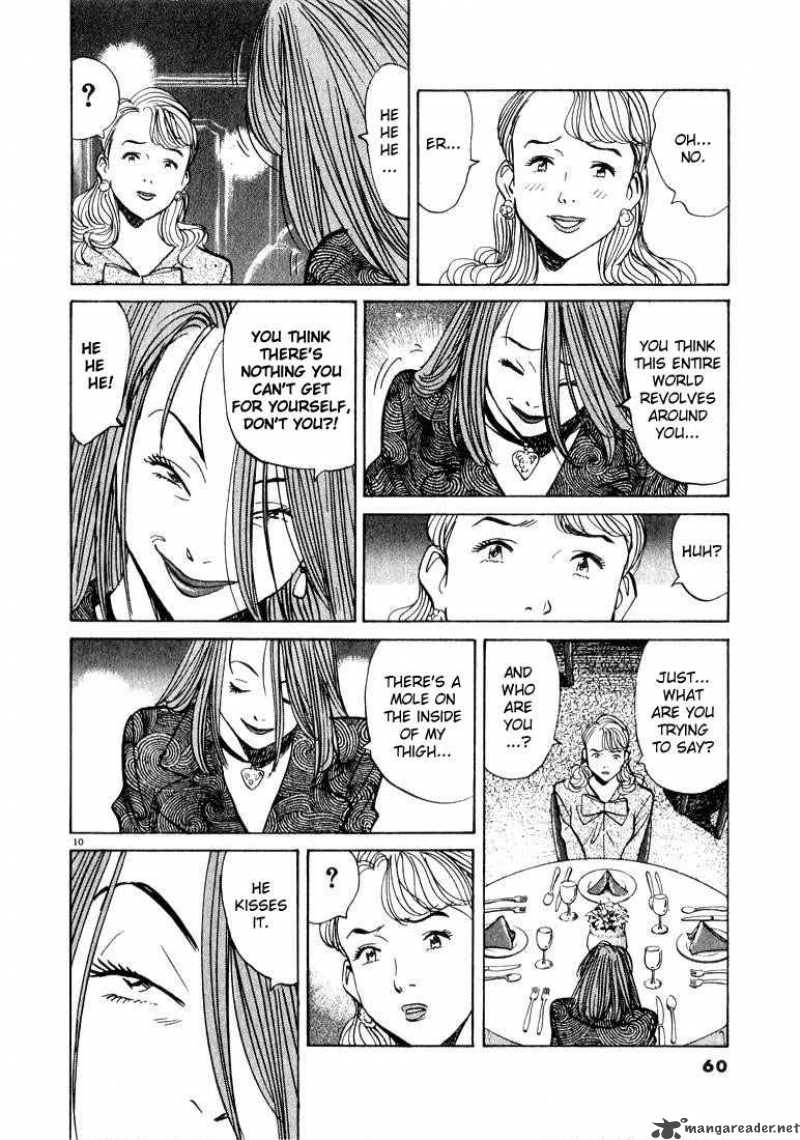 OH...
NO.
ER...
HE
HE
HE
...
?
YOU THINK
THIS ENTIRE
WORLD
REVOLVES
AROUND
YOU...
YOU THINK
THERE'S
NOTHING YOU
CAN'T GET
FOR YOURSELF,
DON'T YOU?!
HE
HE
HE!
HUH?
JUST...
WHAT
ARE YOU
TRYING
TO SAY?
AND
WHO
ARE
YOU
...?
THERE'S A
MOLE ON
THE INSIDE
OF MY
THIGH...
10
?
HE
KISSES
IT.
60
mangareader.net